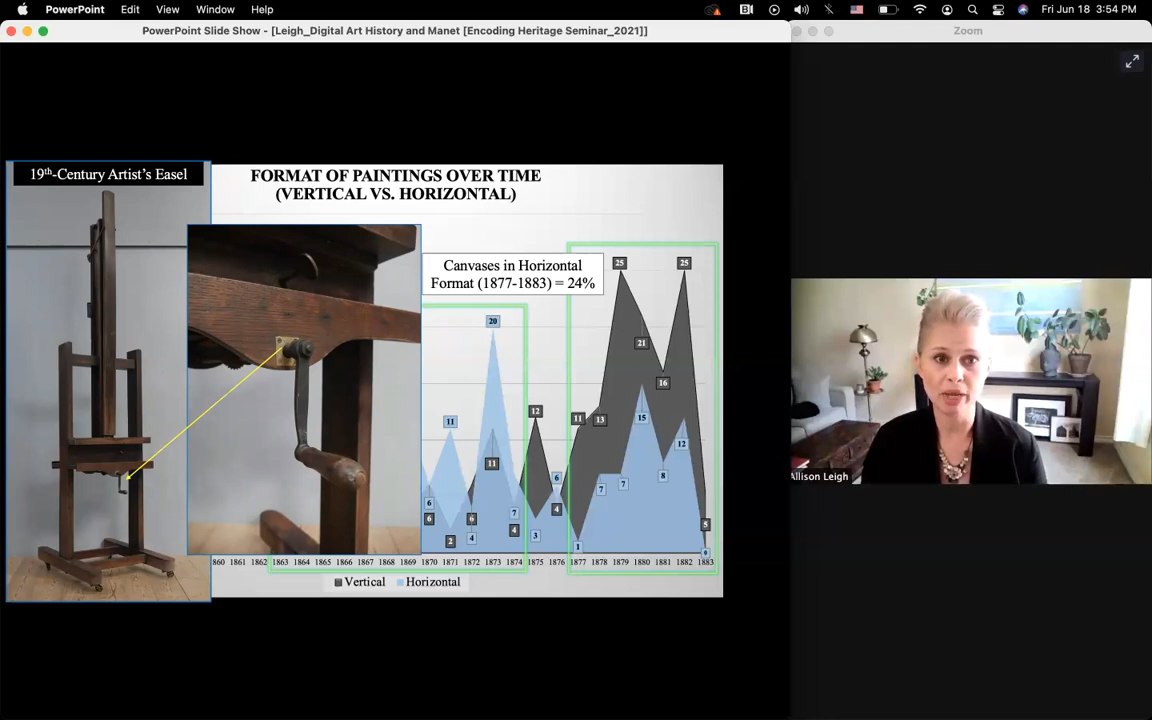 PowerPoint Edit View Window Help
Fri Jun 18 3:54 PM
PowerPoint Slide Show - [Leigh_Digital Art History and Manet [Encoding Heritage Seminar_2021]]
Zoom
19th-Century Artist's Easel
FORMAT OF PAINTINGS OVER TIME
(VERTICAL VS. HORIZONTAL)
Canvases in Horizontal
Format (1877-1883) = 24%
25 25
20
21
16
11 12 11 13 15
12
11
6 7 6 7 7 8
6 2 6 4 4 3 4 1 5 0
860 1861 1862 1863 1864 1865 1866 1867 1868 1869 1870 1871 1872 1873 1874 1875 1876 1877 1878 1879 1880 1881 1882 1883
Vertical Horizontal
Allison Leigh